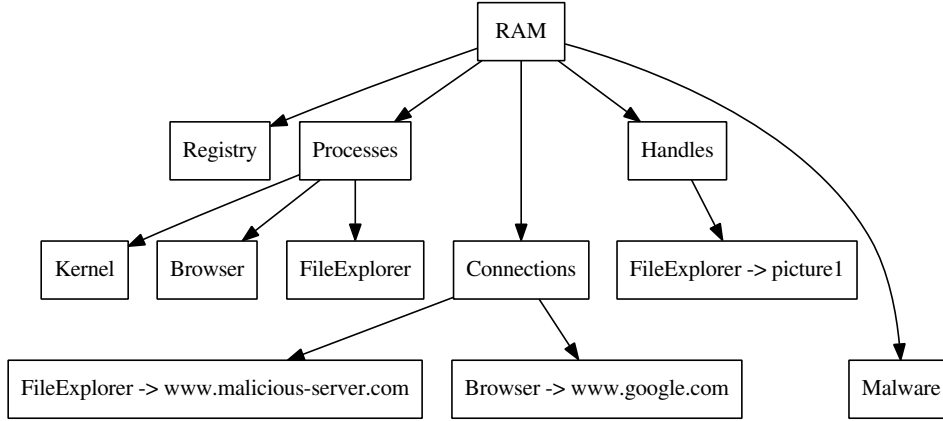 RAM
Registry
Processes
Handles
Kernel
Browser
FileExplorer
Connections
FileExplorer -> picture1
FileExplorer -> www.malicious-server.com
Browser -> www.google.com
Malware